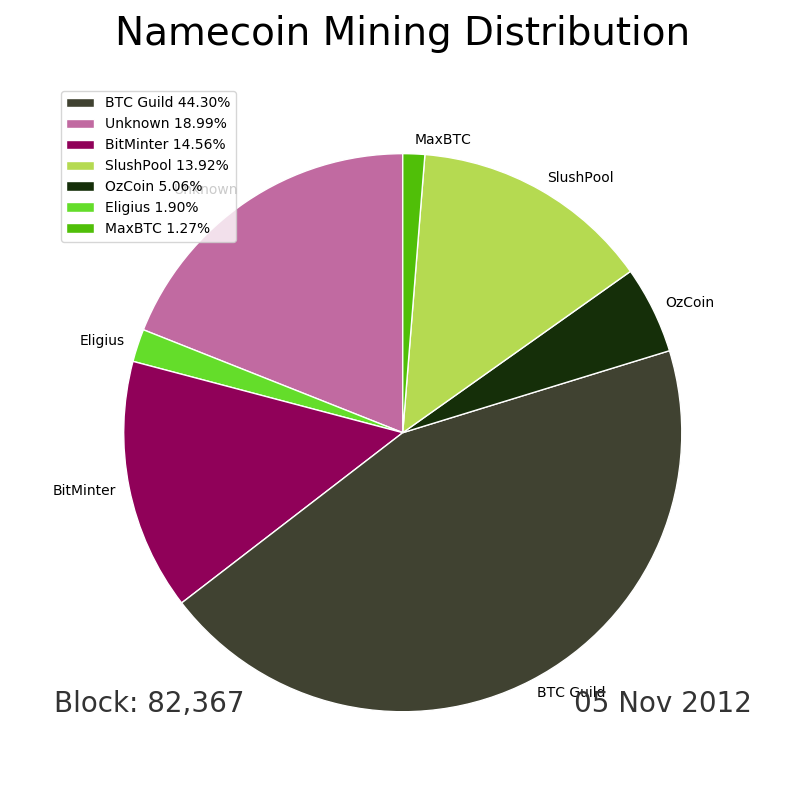 Namecoin Mining Distribution
BTC Guild 44.30%
Unknown 18.99%
BitMinter 14.56%
SlushPool 13.92%
OzCoin 5.06%
Eligius 1.90%
MaxBTC 1.27%
MaxBTC
SlushPool
Unknown
OzCoin
Eligius
BitMinter
BTC Guild
Block: 82,367
05 Nov 2012